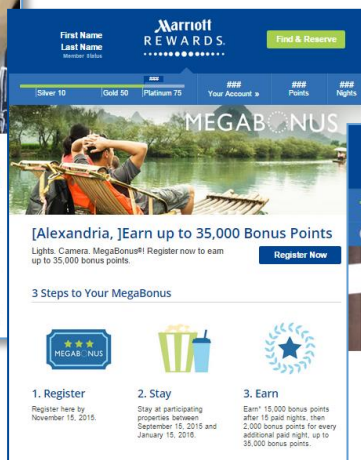 First Name
Last Name
Member Status
Marriott
REWARDS.
Find & Reserve
###
Silver 10
Gold 50
Platinum 75
###
Your Account »
###
Points
###
Nights
MEGABONUS
[Alexandria, ]Earn up to 35,000 Bonus Points
Lights. Camera. MegaBonus®! Register now to earn
up to 35,000 bonus points.
Register Now
3 Steps to Your MegaBonus
MEGABONUS
1. Register
Register here by
November 15, 2015.
2. Stay
Stay at participating
properties between
September 15, 2015 and
January 15, 2016.
3. Earn
Earn* 15,000 bonus points
after 15 paid nights, then
2,000 bonus points for every
additional paid night, up to
35,000 bonus points.